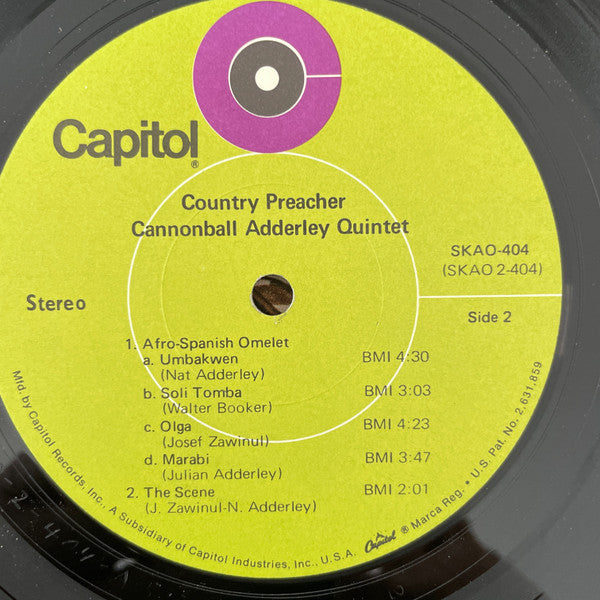 Capitol®
Country Preacher
Cannonball Adderley Quintet
SKAO-404
(SKAO 2-404)
Stereo
Side 2
1. Afro-Spanish Omelet
a. Umbakwen BMI 4:30
(Nat Adderley)
b. Soli Tomba BMI 3:03
(Walter Booker)
c. Olga BMI 4:23
(Josef Zawinul)
d. Marabi BMI 3:47
(Julian Adderley)
2. The Scene BMI 2:01
(J. Zawinul-N. Adderley)
Mfd. by Capitol Records, Inc., A Subsidiary of Capitol Industries, Inc., U.S.A. Capitol ® Marca Reg. • U.S. Pat. No. 2,631,859